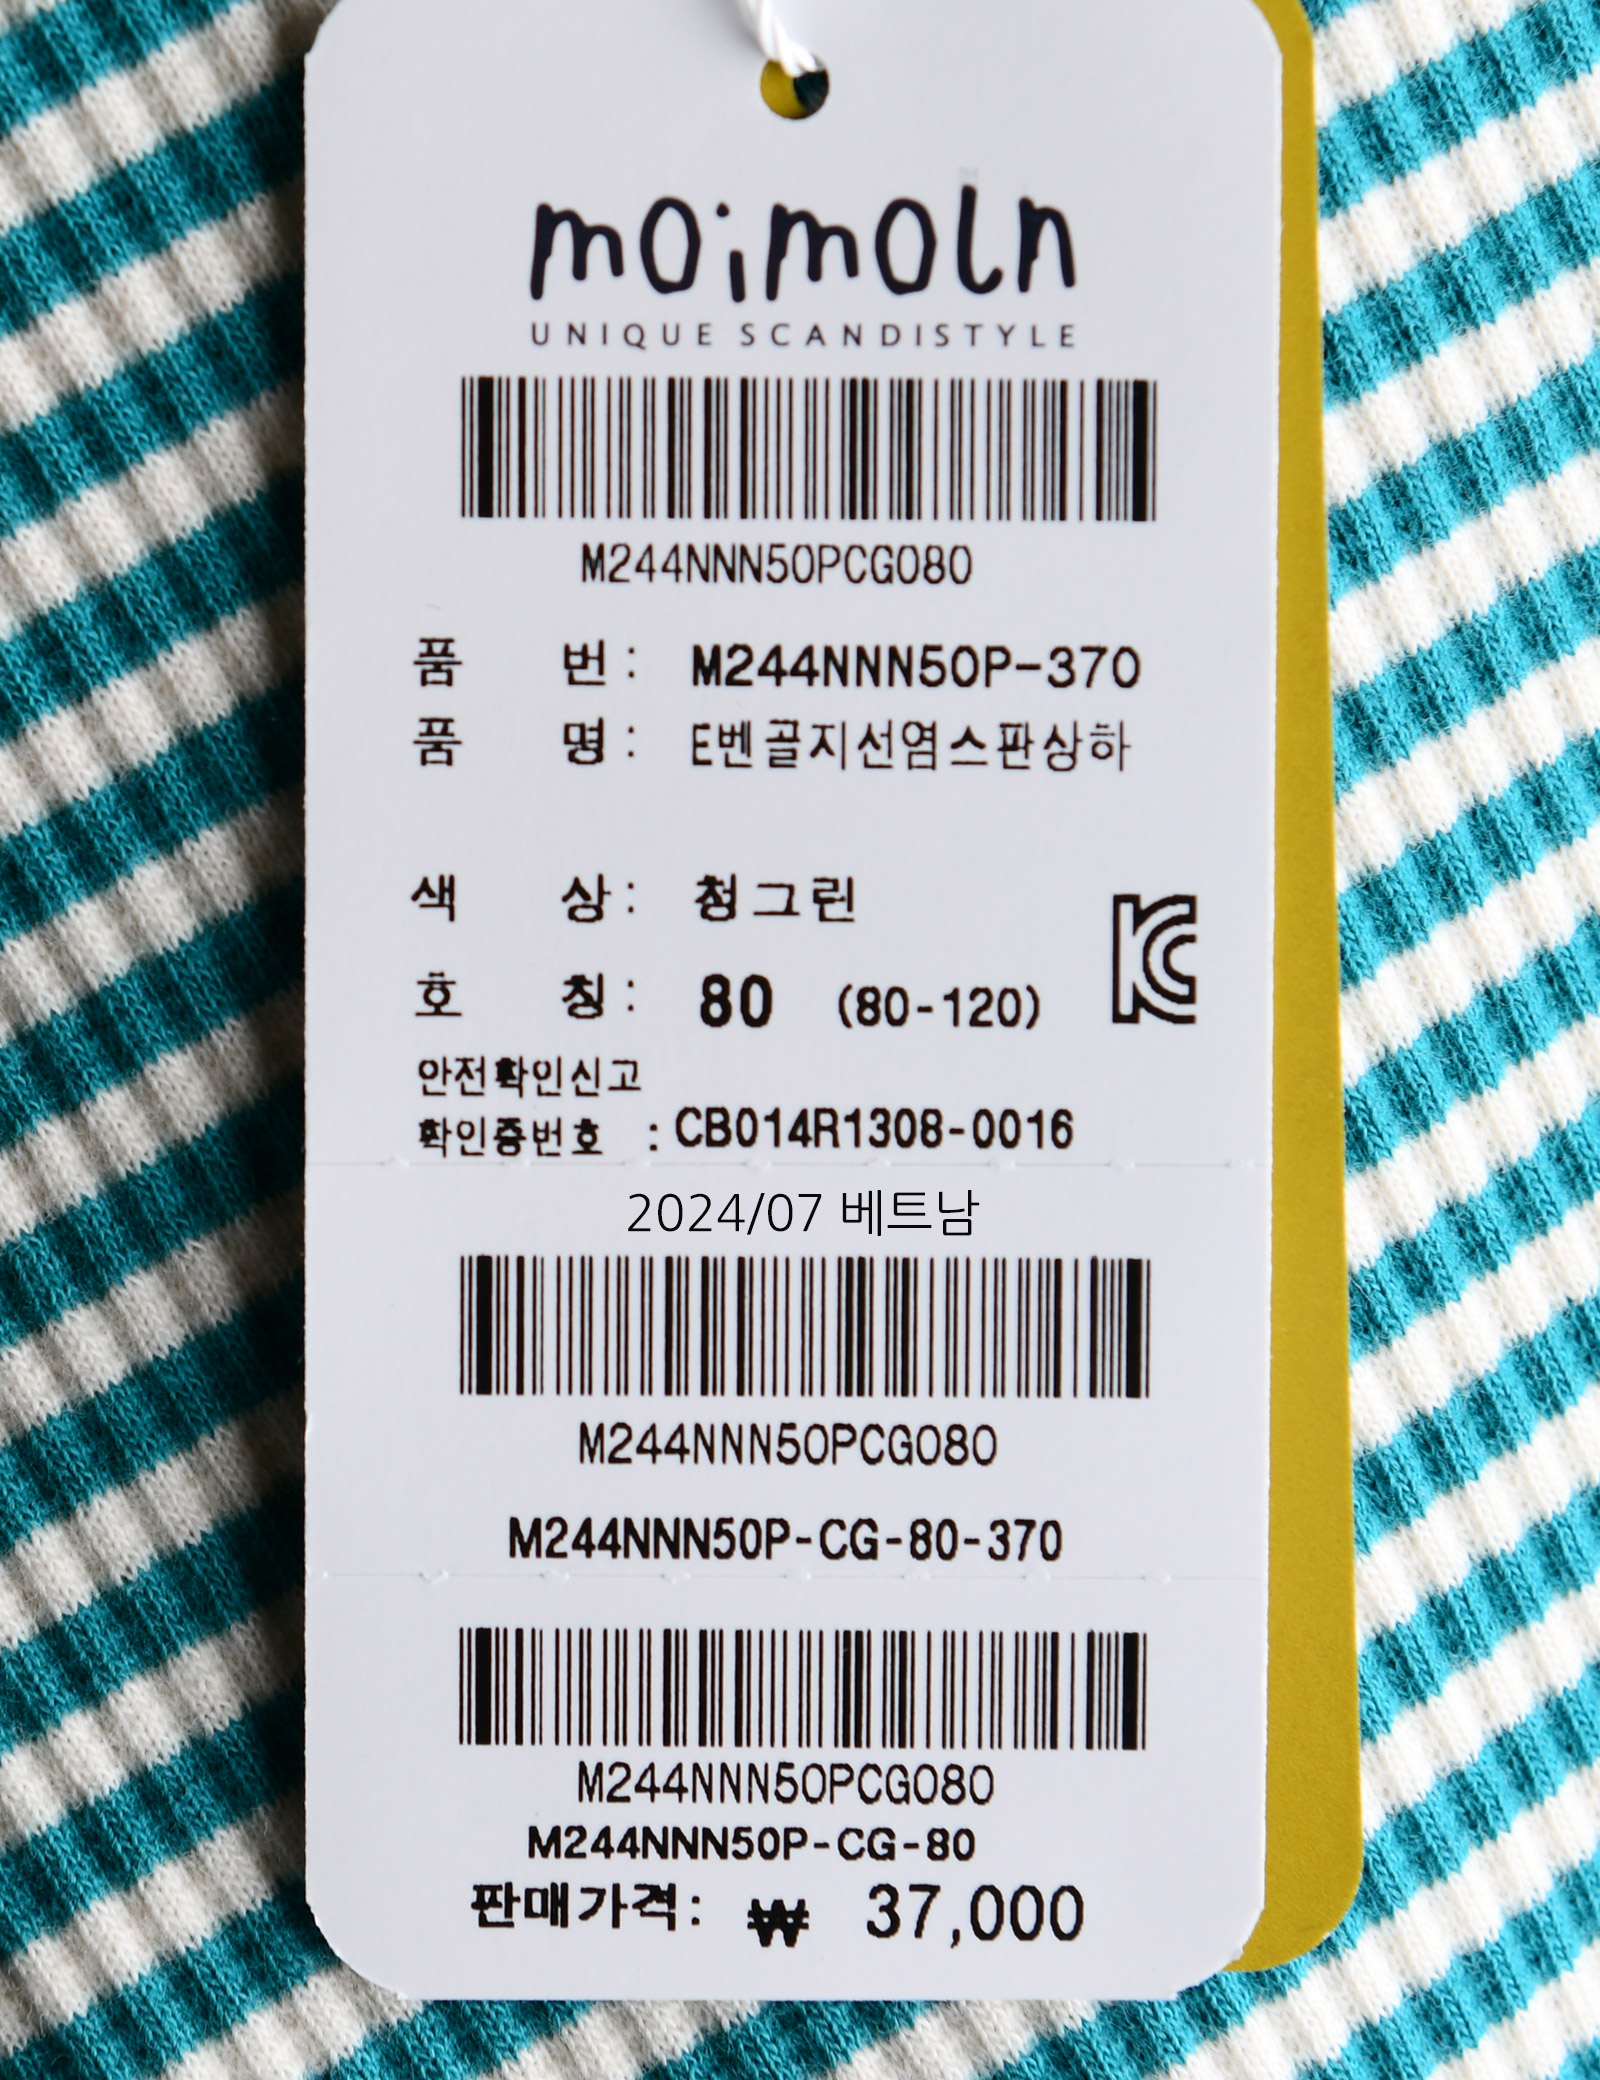 moimoln
UNIQUE SCANDISTYLE
M244NNN50PCG080
품 번 : M244NNN50P-370
품 명 : E벤골지선염스판상하
색 상 : 청그린
호 칭 : 80 (80-120)
안전확인신고
확인증번호 : CB014R1308-0016
2024/07 베트남
M244NNN50PCG080
M244NNN50P-CG-80-370
M244NNN50PCG080
M244NNN50P-CG-80
판매가격: ₩ 37,000